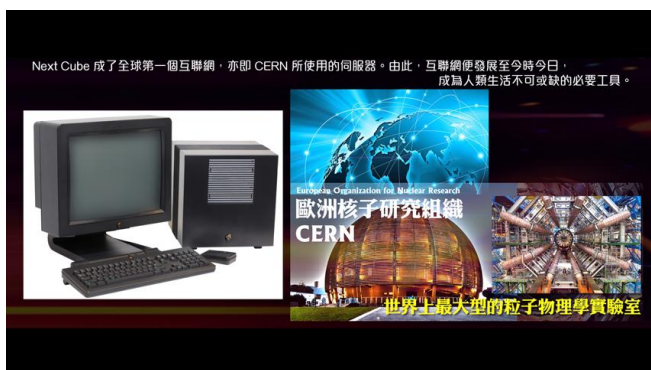 Next Cube 成了全球第一個互聯網，亦即 CERN 所使用的伺服器。由此，互聯網便發展至今時今日，
成為人類生活不可或缺的必要工具。
European Organization for Nuclear Research
歐洲核子研究組織
CERN
世界上最大型的粒子物理學實驗室